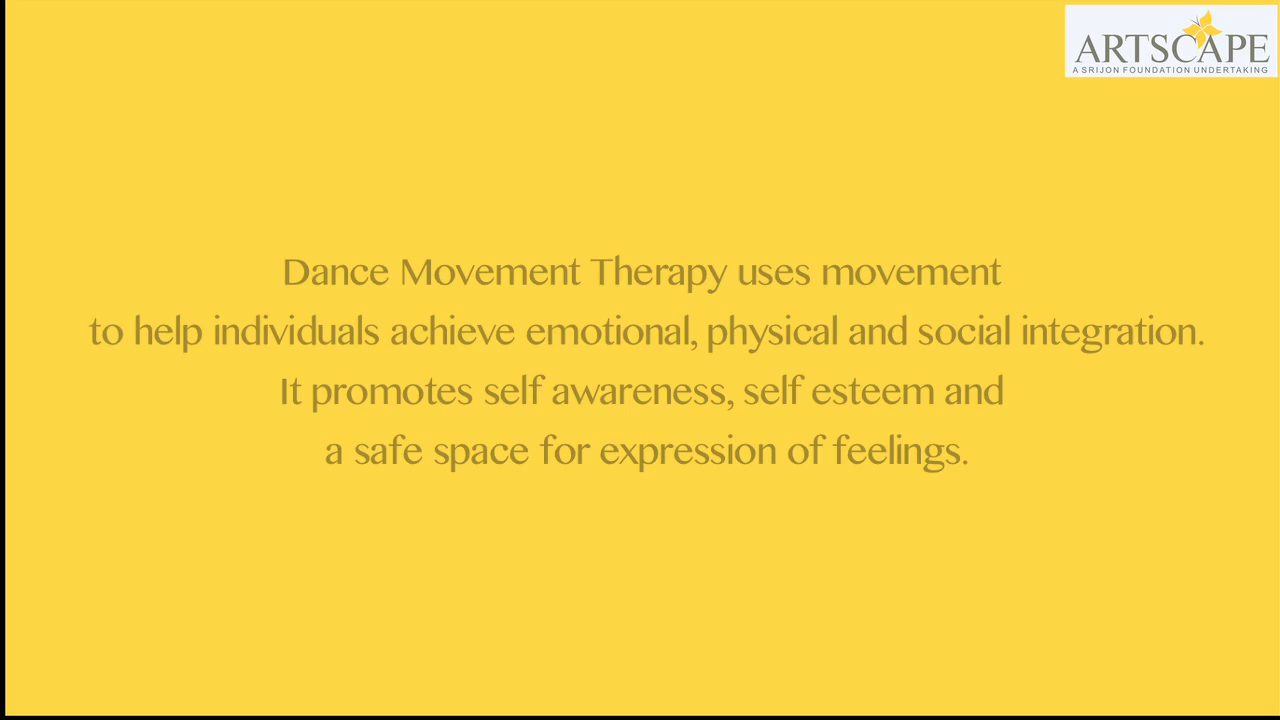 ARTSCAPE
A SRIJON FOUNDATION UNDERTAKING
Dance Movement Therapy uses movement
to help individuals achieve emotional, physical and social integration.
It promotes self awareness, self esteem and
a safe space for expression of feelings.